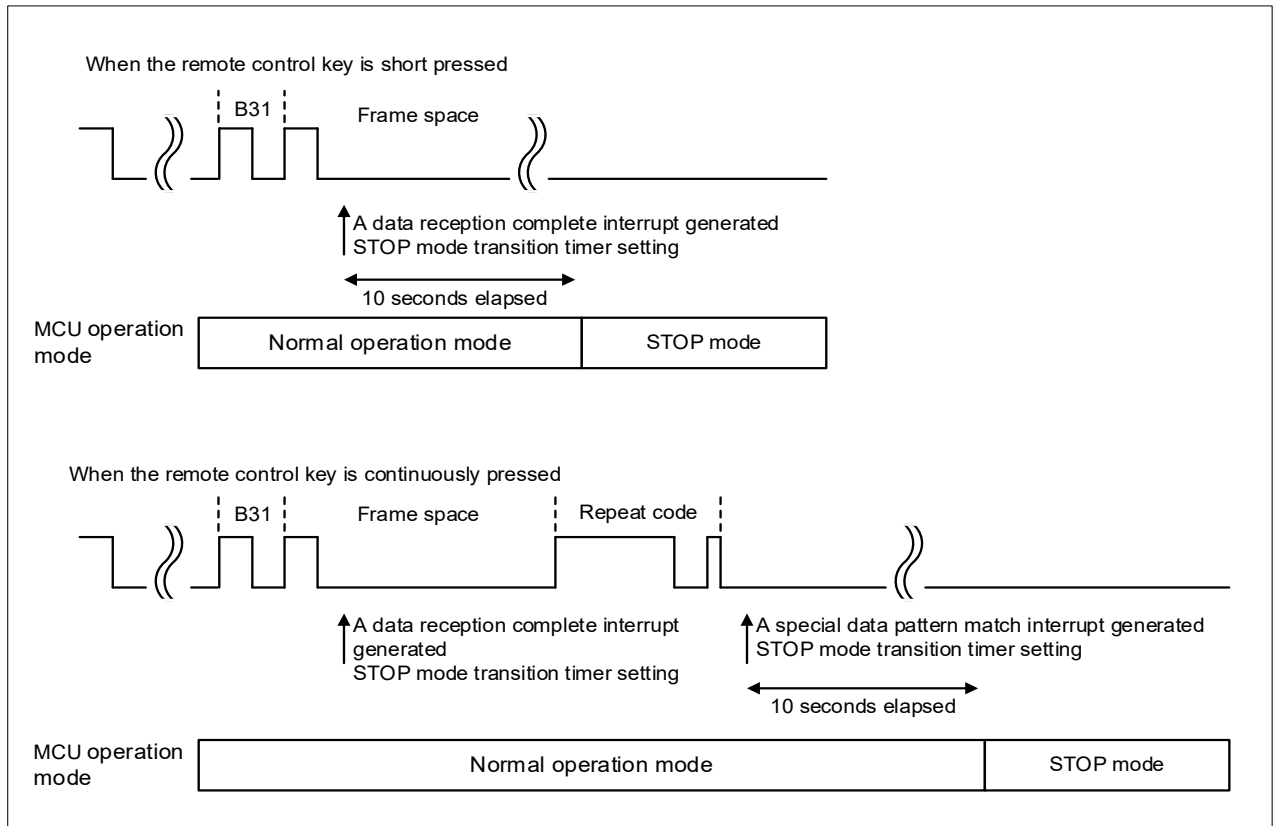 When the remote control key is short pressed
B31
Frame space
A data reception complete interrupt generated
STOP mode transition timer setting
10 seconds elapsed
MCU operation
mode
Normal operation mode
STOP mode
When the remote control key is continuously pressed
B31
Frame space
Repeat code
A data reception complete interrupt
generated
STOP mode transition timer setting
A special data pattern match interrupt generated
STOP mode transition timer setting
10 seconds elapsed
MCU operation
mode
Normal operation mode
STOP mode